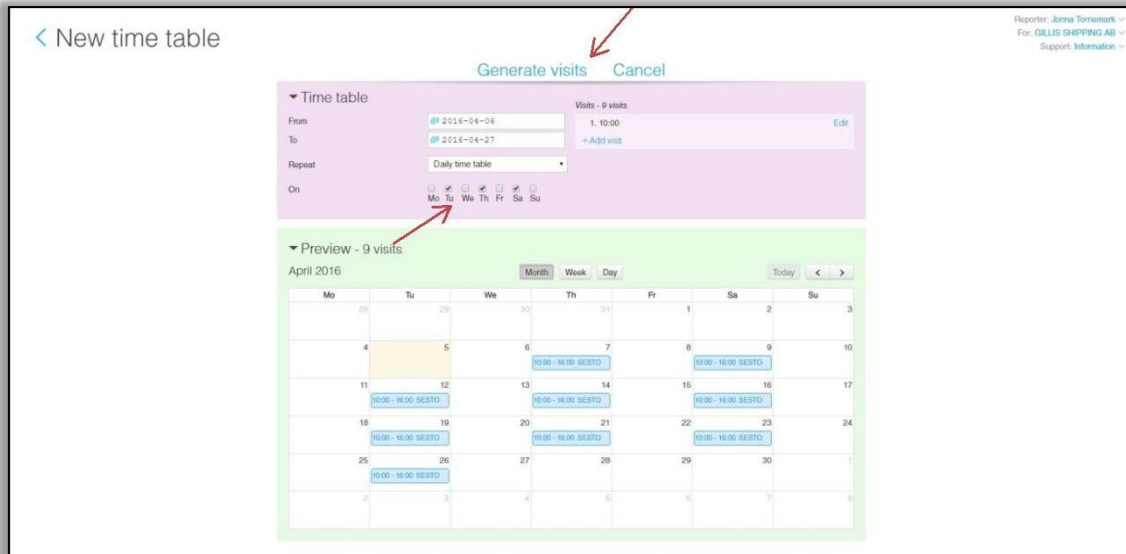 Reporter: Jonna Tornemark
< New time table
For: GILLIS SHIPPING AB
Support: Information
Generate visits Cancel
Time table
Visits - 9 visits
From 2016-04-06
1. 10:00 Edit
To 2016-04-27
+ Add visit
Repeat Daily time table
On
Mo Tu We Th Fr Sa Su
Preview - 9 visits
April 2016 Month Week Day Today < >
Mo Tu We Th Fr Sa Su
28 29 30 31 1 2 3
4 5 6 7 8 9 10
10:00 - 16:00 SESTO 10:00 - 16:00 SESTO
11 12 13 14 15 16 17
10:00 - 16:00 SESTO 10:00 - 16:00 SESTO 10:00 - 16:00 SESTO
18 19 20 21 22 23 24
10:00 - 16:00 SESTO 10:00 - 16:00 SESTO 10:00 - 16:00 SESTO
25 26 27 28 29 30 1
10:00 - 16:00 SESTO
2 3 4 5 6 7 8